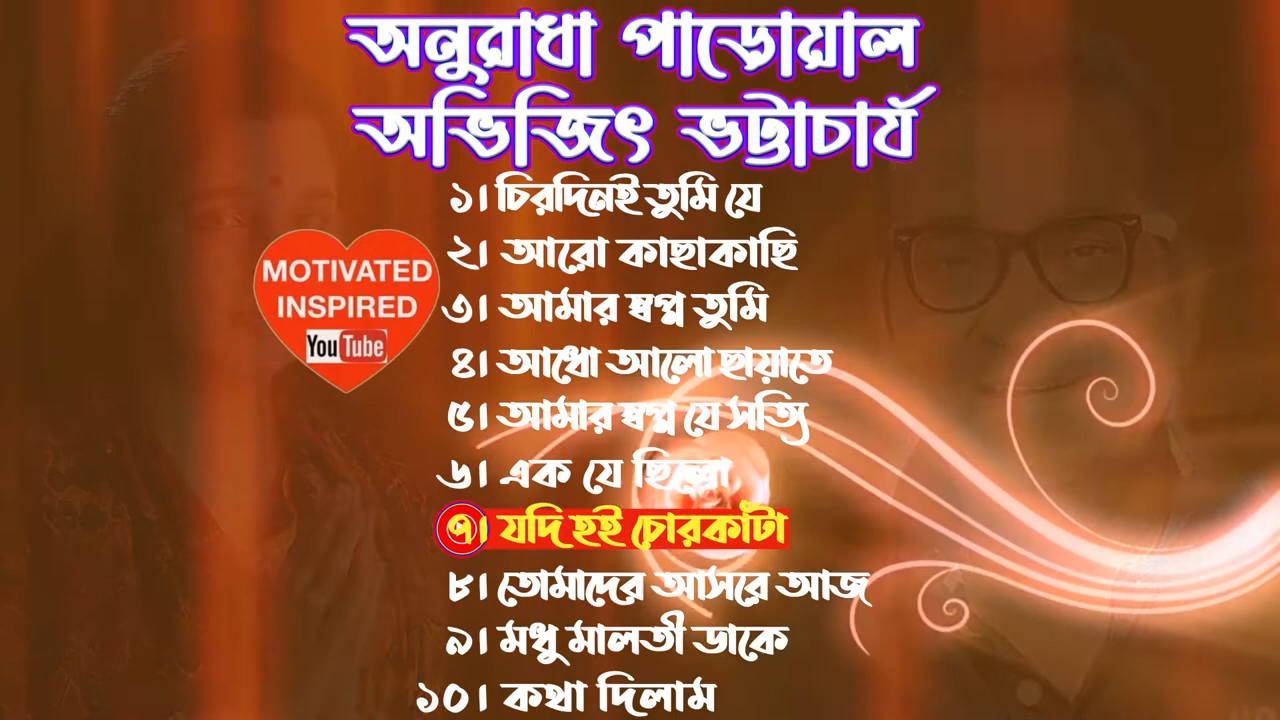 অনুরাধা পাড়োয়াল
অভিজিৎ ভট্টাচার্য
১। চিরদিনই তুমি যে
২। আরো কাছাকাছি
MOTIVATED
INSPIRED
YouTube
৩। আমার স্বপ্ন তুমি
৪। আধো আলো ছায়াতে
৫। আমার স্বপ্ন যে সত্যি
৬। এক যে ছিলো
৭। যদি হই চোরকাঁটা
৮। তোমাদের আসরে আজ
৯। মধু মালতী ডাকে
১০। কথা দিলাম